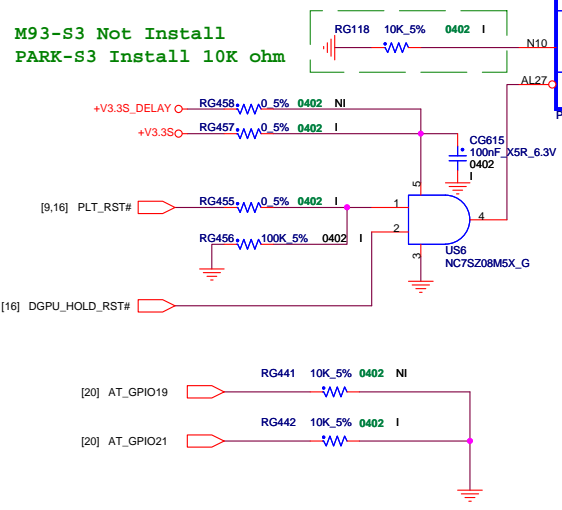 M93-S3 Not Install
PARK-S3 Install 10K ohm
RG118 10K_5% 0402 I
N10
AL27
P
+V3.3S_DELAY RG458 0_5% 0402 NI
+V3.3S RG457 0_5% 0402 I
CG615
100nF_X5R_6.3V
0402
I
5
[9,16] PLT_RST# RG455 0_5% 0402 I 1
4
2
RG456 100K_5% 0402 I
3
US6
NC7SZ08M5X_G
[16] DGPU_HOLD_RST#
RG441 10K_5% 0402 NI
[20] AT_GPIO19
RG442 10K_5% 0402 I
[20] AT_GPIO21